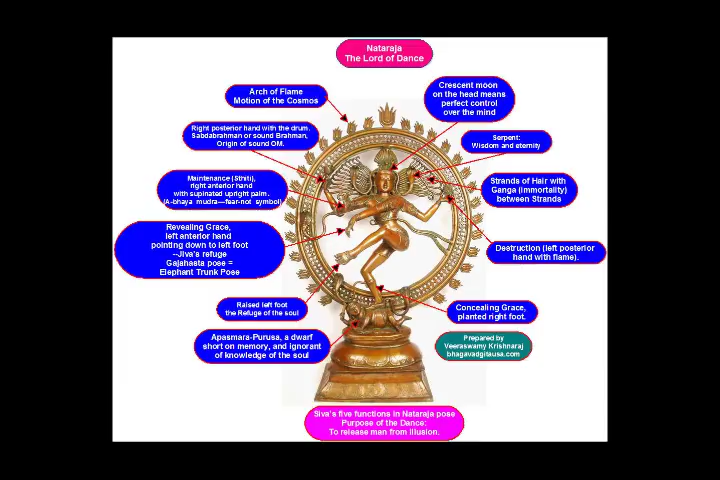 Nataraja
The Lord of Dance
Arch of Flame
Motion of the Cosmos
Crescent moon
on the head means
perfect control
over the mind
Right posterior hand with the drum.
Sabdabrahman or sound Brahman,
Origin of sound OM.
Serpent:
Wisdom and eternity
Maintenance (Sthiti),
right anterior hand
with supinated upright palm.
(A-bhaya mudra—fear-not symbol)
Strands of Hair with
Ganga (Immortality)
between Strands
Revealing Grace,
left anterior hand
pointing down to left foot
--Jiva's refuge
Gajahasta pose =
Elephant Trunk Pose
Destruction (left posterior
hand with flame).
Raised left foot
the Refuge of the soul
Concealing Grace,
planted right foot.
Apasmara-Purusa, a dwarf
short on memory, and ignorant
of knowledge of the soul
Prepared by
Veeraswamy Krishnaraj
bhagavadgitausa.com
Siva's five functions in Nataraja pose
Purpose of the Dance:
To release man from illusion.